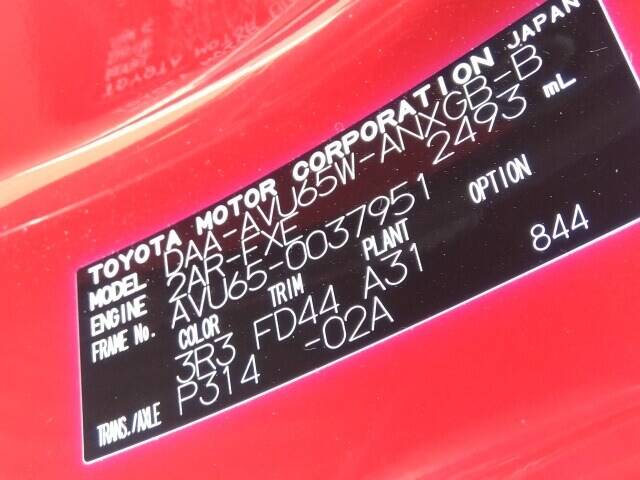 TOYOTA MOTOR CORPORATION JAPAN
MODEL DAA-AVU65W-ANXGB-B
ENGINE 2AR-FXE 2493 mL
FRAME No. AVU65-0037951
COLOR TRIM PLANT OPTION
3R3 FD44 A31 844
TRANS./AXLE P314 -02A